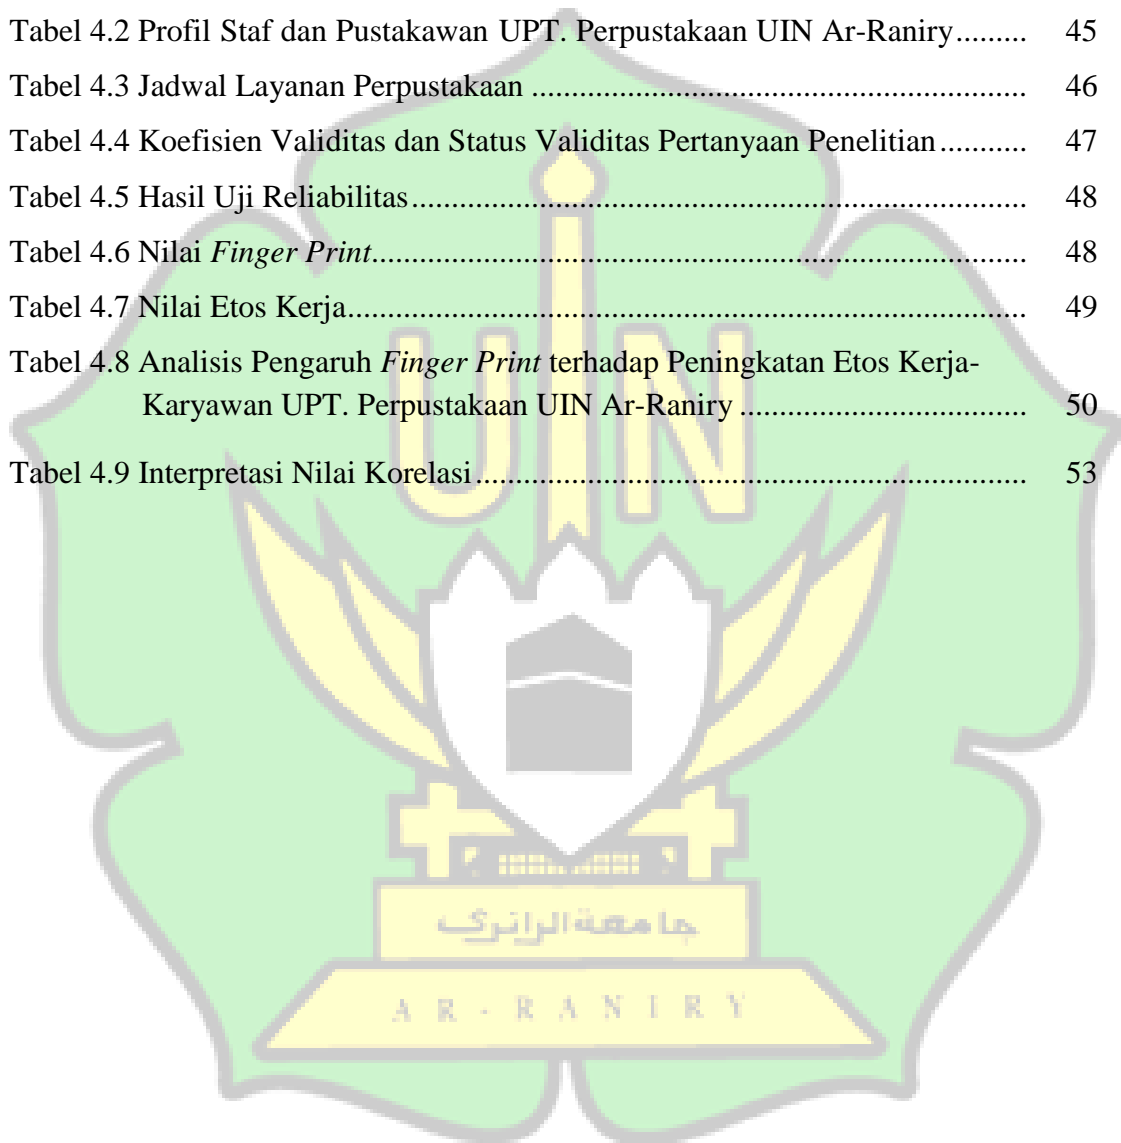 Tabel 4.2 Profil Staf dan Pustakawan UPT. Perpustakaan UIN Ar-Raniry......... 45
Tabel 4.3 Jadwal Layanan Perpustakaan ............................................................... 46
Tabel 4.4 Koefisien Validitas dan Status Validitas Pertanyaan Penelitian........... 47
Tabel 4.5 Hasil Uji Reliabilitas.............................................................................. 48
Tabel 4.6 Nilai Finger Print................................................................................... 48
Tabel 4.7 Nilai Etos Kerja...................................................................................... 49
Tabel 4.8 Analisis Pengaruh Finger Print terhadap Peningkatan Etos Kerja-
Karyawan UPT. Perpustakaan UIN Ar-Raniry .................................... 50
Tabel 4.9 Interpretasi Nilai Korelasi...................................................................... 53
UIN
جامعة الرانري
AR-RANIRY